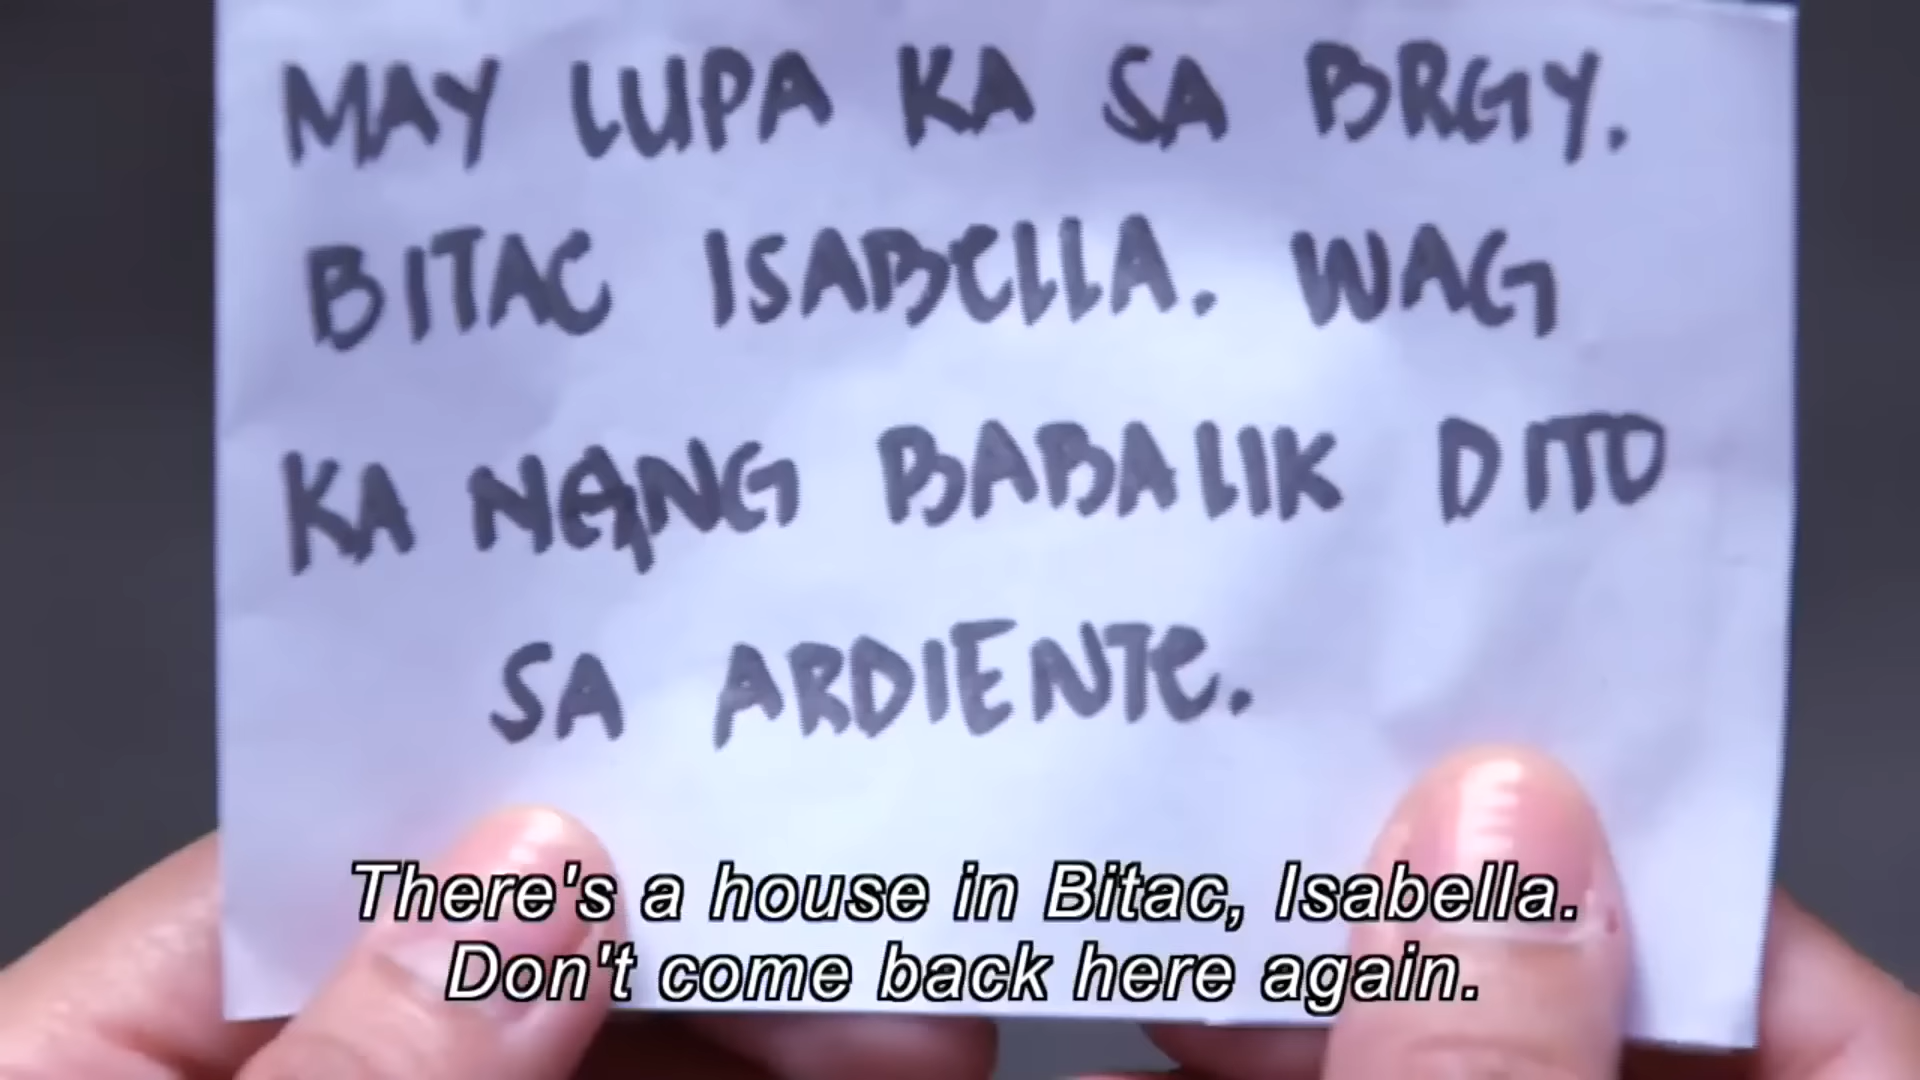 MAY LUPA KA SA BRGY.
BITAC ISABELLA. WAG
KA NANG BABALIK DITO
SA ARDIENTE.
There's a house in Bitac, Isabella.
Don't come back here again.